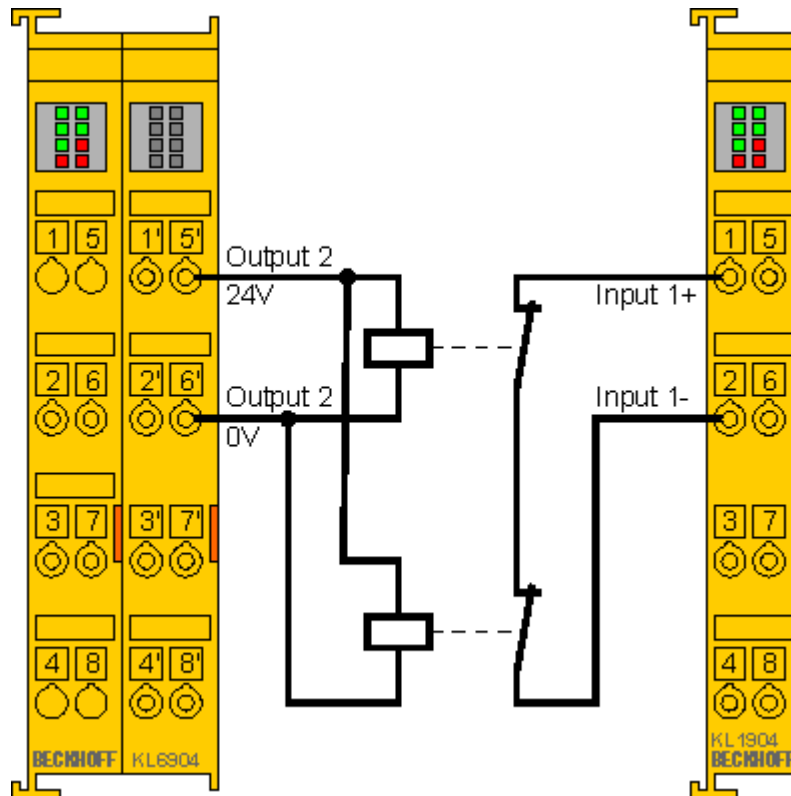 1 5 1' 5' Output 2 24V Input 1+ 1 5
2 6 2' 6' Output 2 0V Input 1- 2 6
3 7 3' 7' 3 7
4 8 4' 8' 4 8
BECKHOFF KL6904
KL1904
BECKHOFF